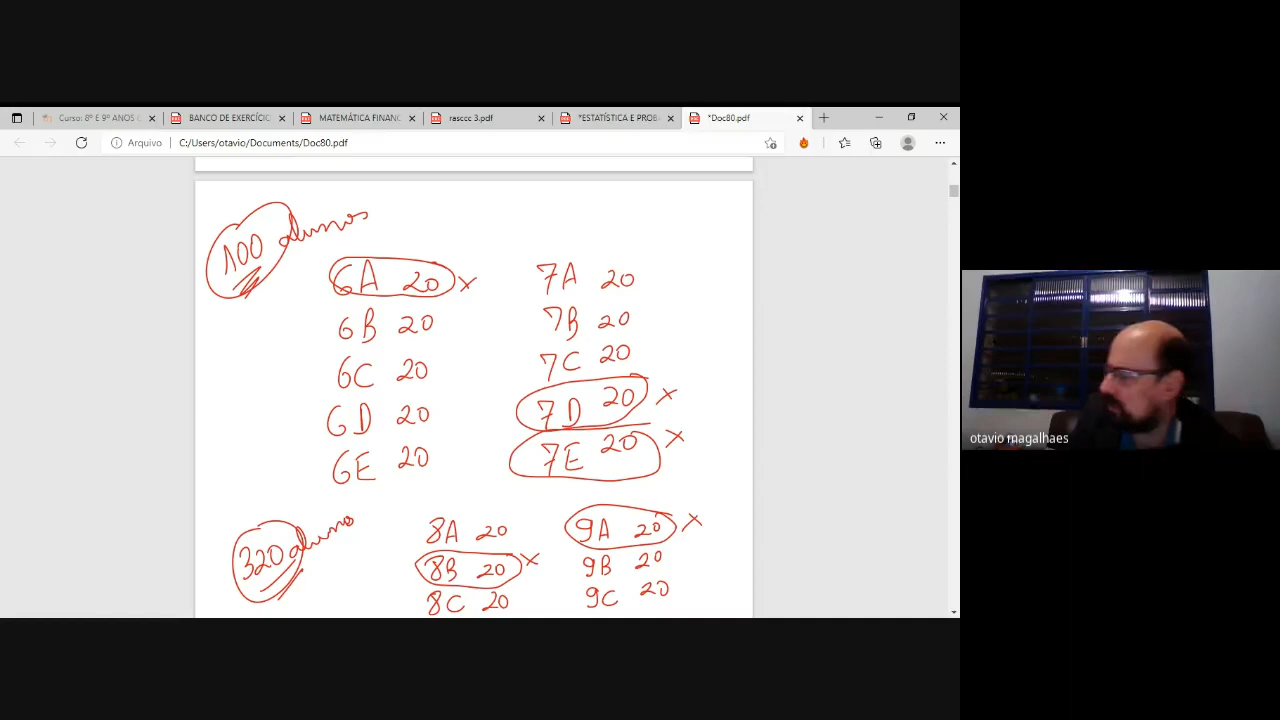 Curso: 8º E 9º ANOS (
BANCO DE EXERCÍCIO
MATEMÁTICA FINANC
rasccc 3.pdf
*ESTATÍSTICA E PROBA
*Doc80.pdf
Arquivo
C:/Users/otavio/Documents/Doc80.pdf
100 alunos
6A 20 x
7A 20
6B 20
7B 20
6C 20
7C 20
6D 20
7D 20 x
6E 20
7E 20 x
320 aluno
8A 20
9A 20 x
8B 20 x
9B 20
8C 20
9C 20
otavio magalhaes